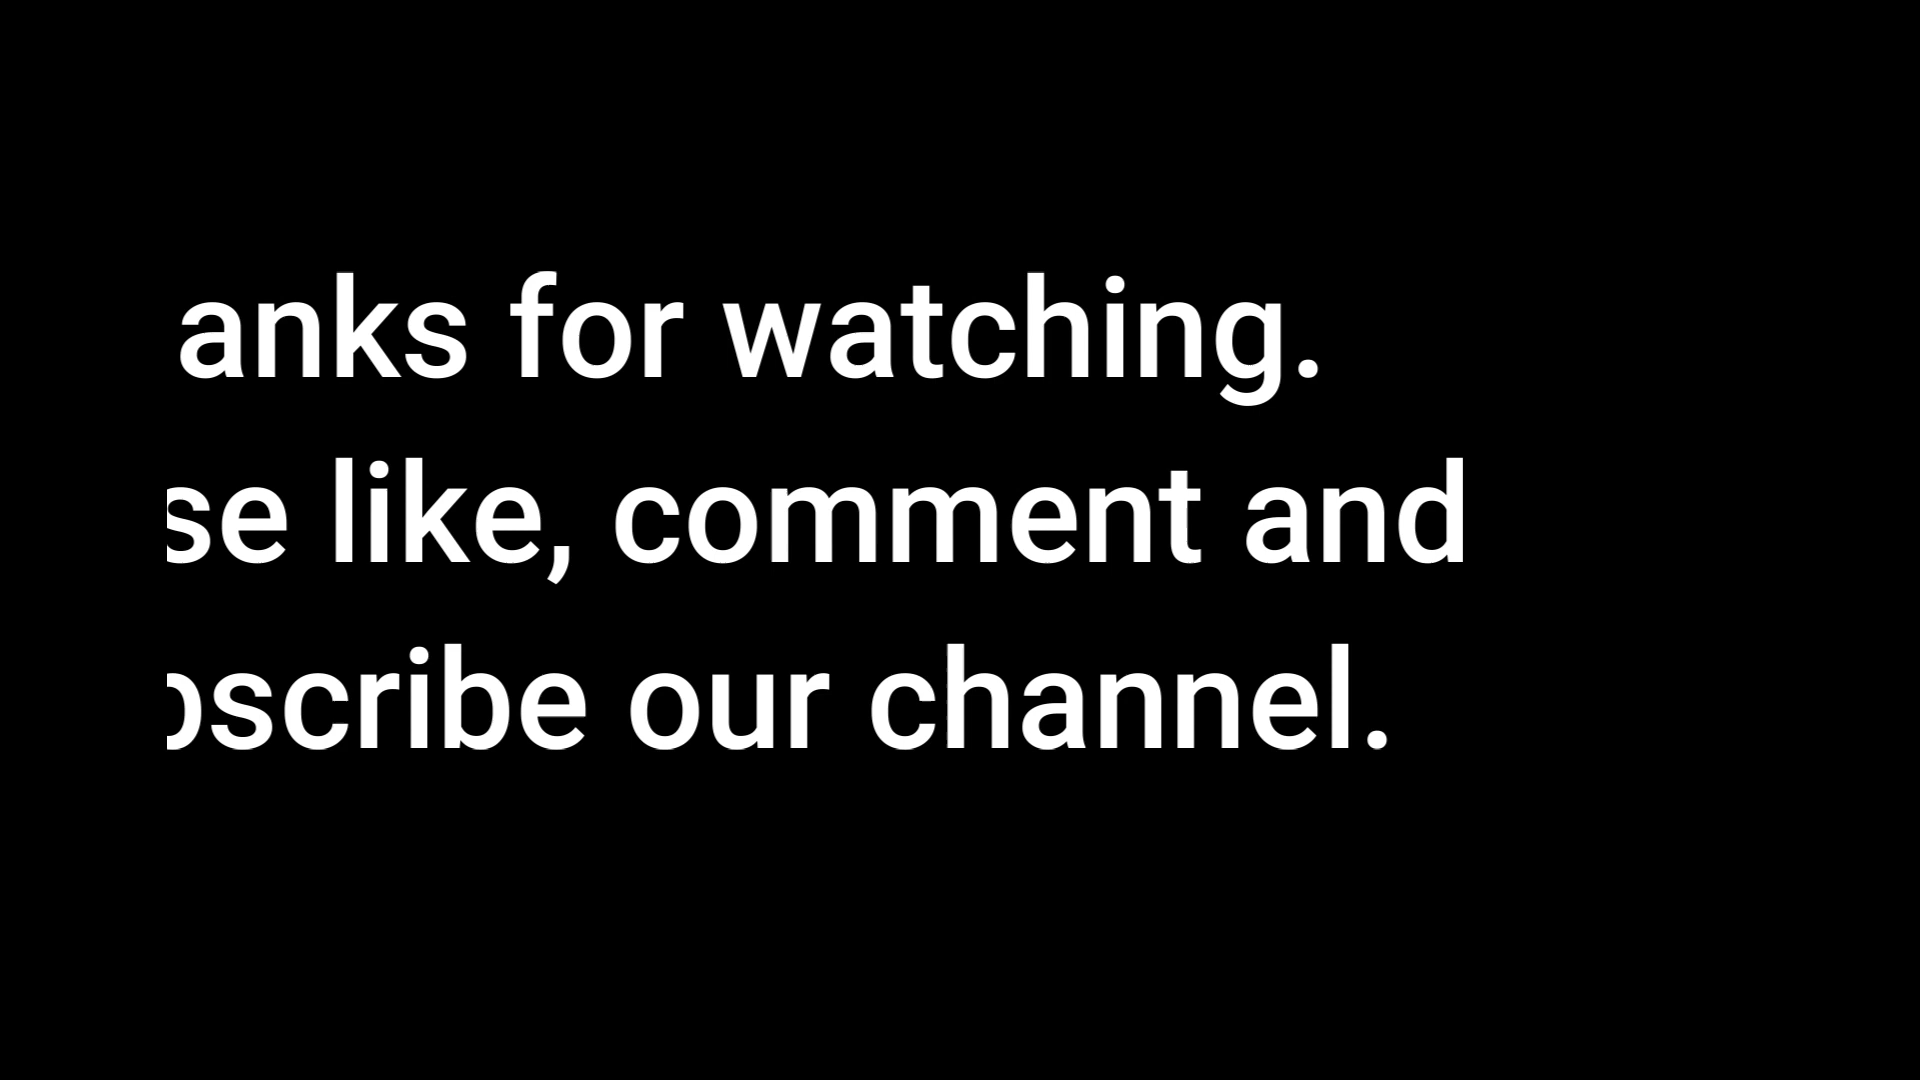 anks for watching.
se like, comment and
scribe our channel.